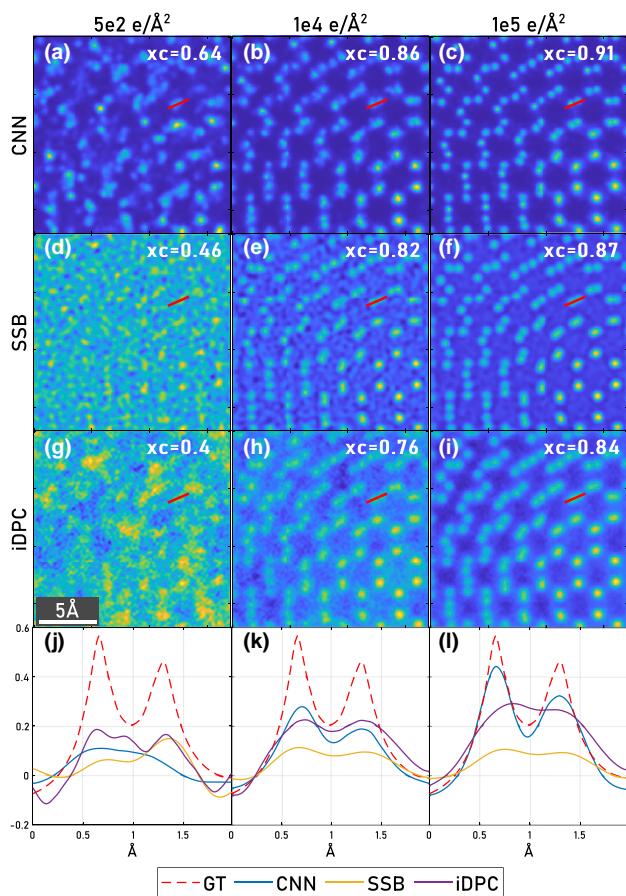 5e2 e/Å² 1e4 e/Å² 1e5 e/Å²
CNN
(a) xc=0.64
(b) xc=0.86
(c) xc=0.91
SSB
(d) xc=0.46
(e) xc=0.82
(f) xc=0.87
iDPC
(g) xc=0.4
(h) xc=0.76
(i) xc=0.84
5Å
(j)
(k)
(l)
0.6
0.4
0.2
0
-0.2
0 0.5 1 1.5 0 0.5 1 1.5 0 0.5 1 1.5
Å Å Å
GT CNN SSB iDPC